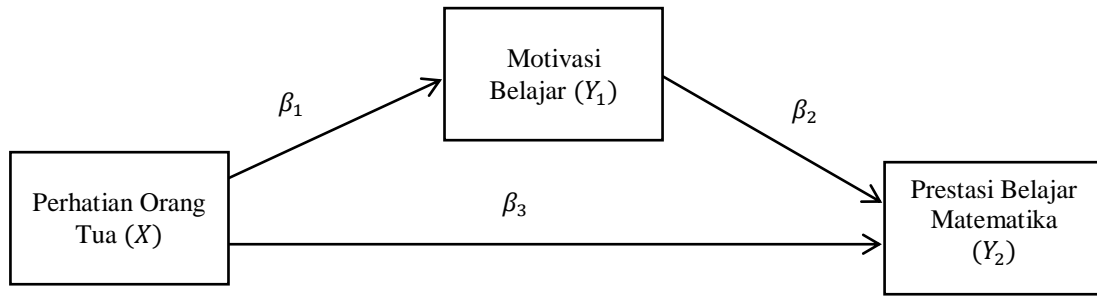 Motivasi
Belajar (𝑌₁)
𝛽₁
𝛽₂
Perhatian Orang
Tua (𝑋)
𝛽₃
Prestasi Belajar
Matematika
(𝑌₂)